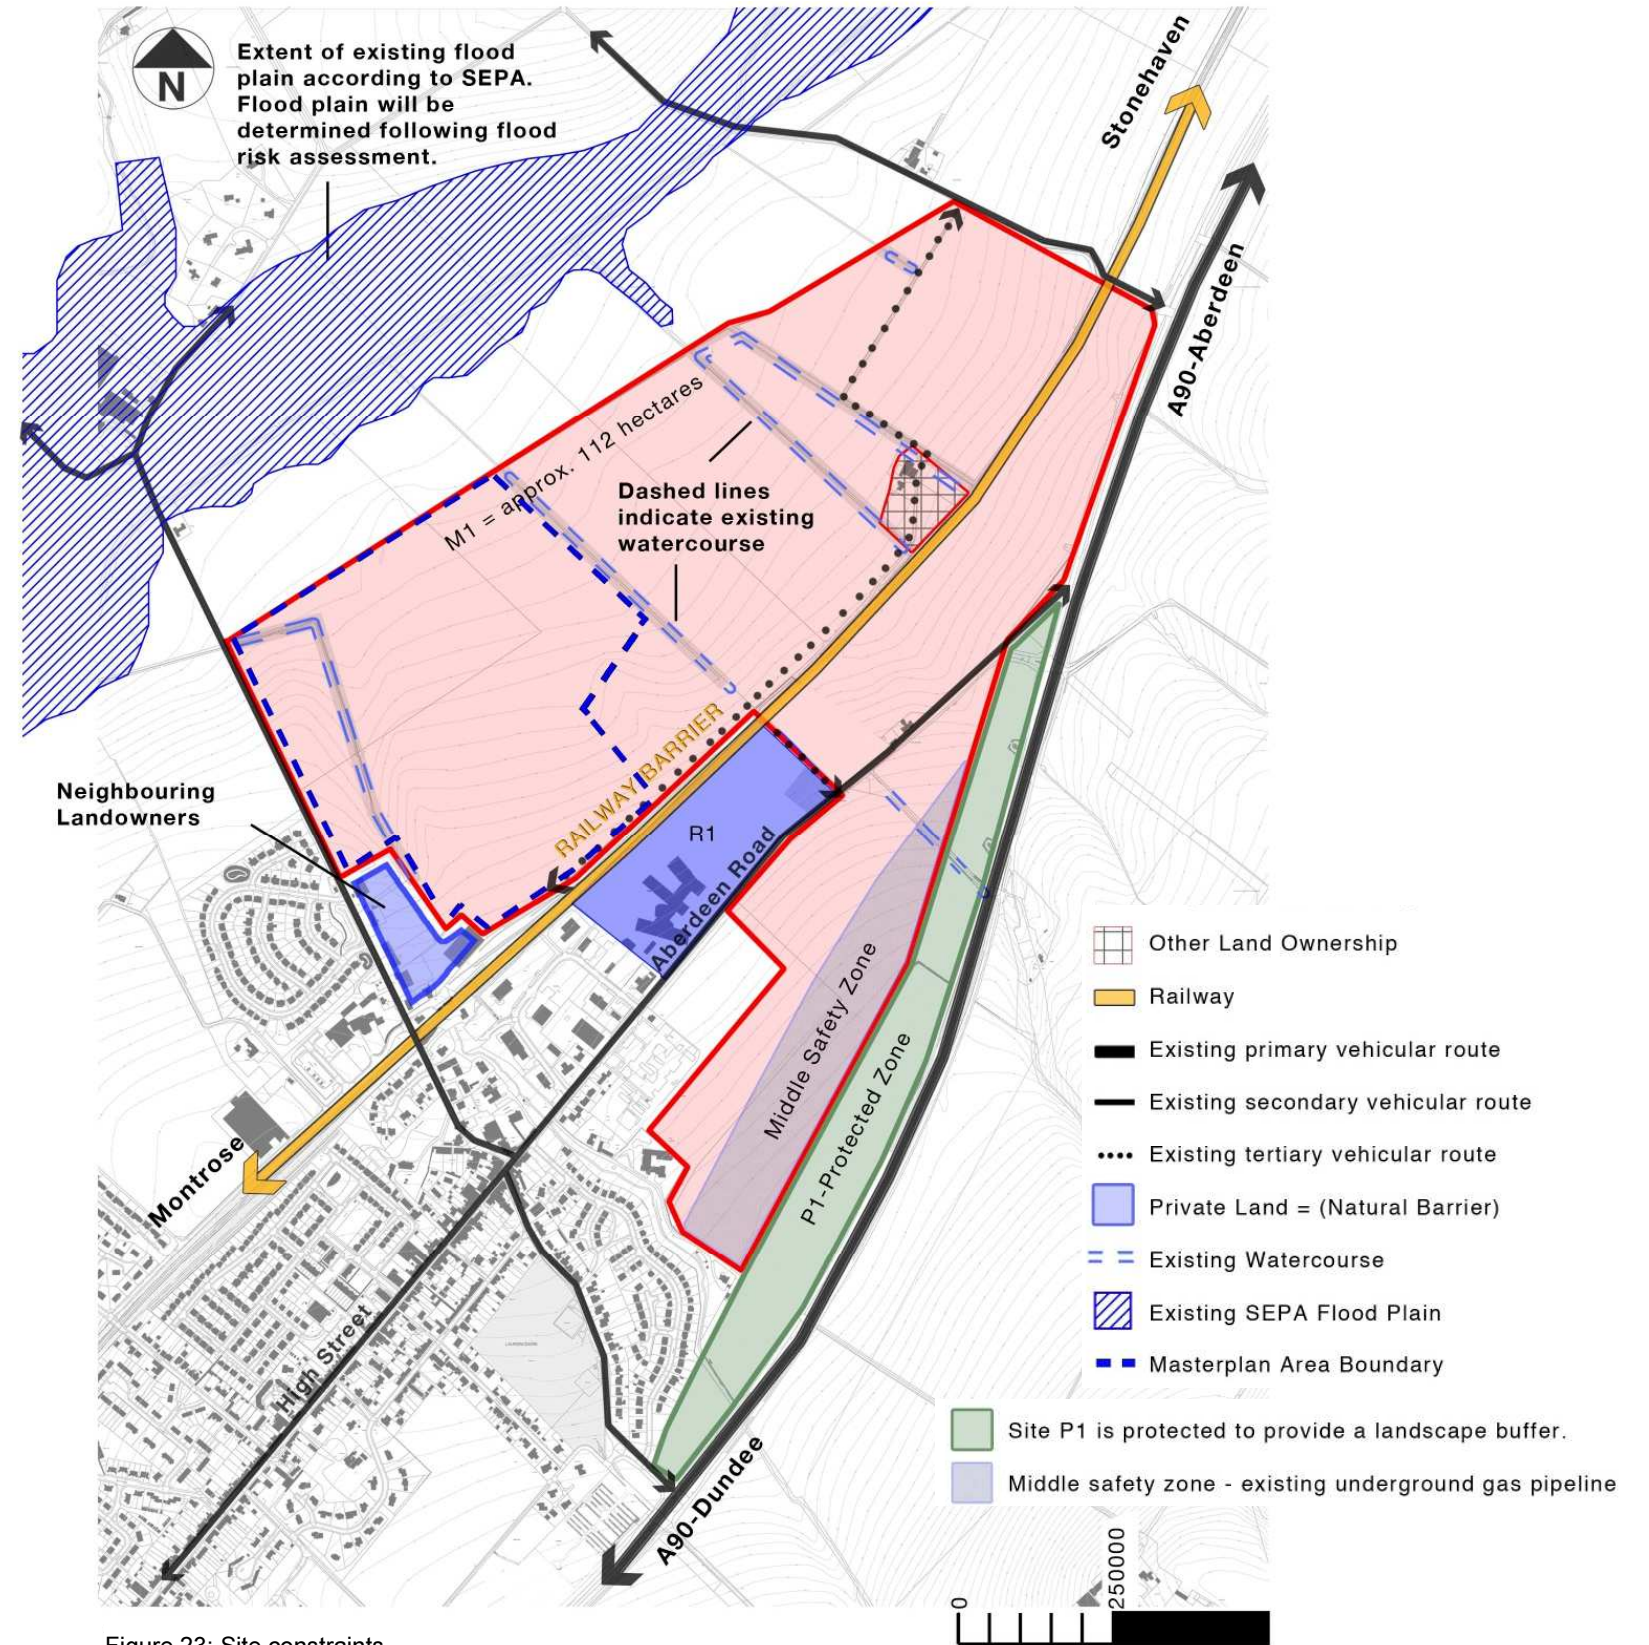 N
Extent of existing flood
plain according to SEPA.
Flood plain will be
determined following flood
risk assessment.
Stonehaven
A90-Aberdeen
M1 = approx. 112 hectares
Dashed lines
indicate existing
watercourse
1
RAILWAY BARRIER
Neighbouring
Landowners
R1
Aberdeen Road
Middle Safety Zone
P1-Protected Zone
Montrose
High Street
A90-Dundee
Other Land Ownership
Railway
Existing primary vehicular route
Existing secondary vehicular route
Existing tertiary vehicular route
Private Land = (Natural Barrier)
Existing Watercourse
Existing SEPA Flood Plain
Masterplan Area Boundary
Site P1 is protected to provide a landscape buffer.
Middle safety zone - existing underground gas pipeline
0
250000
Figure 23: Site constraints